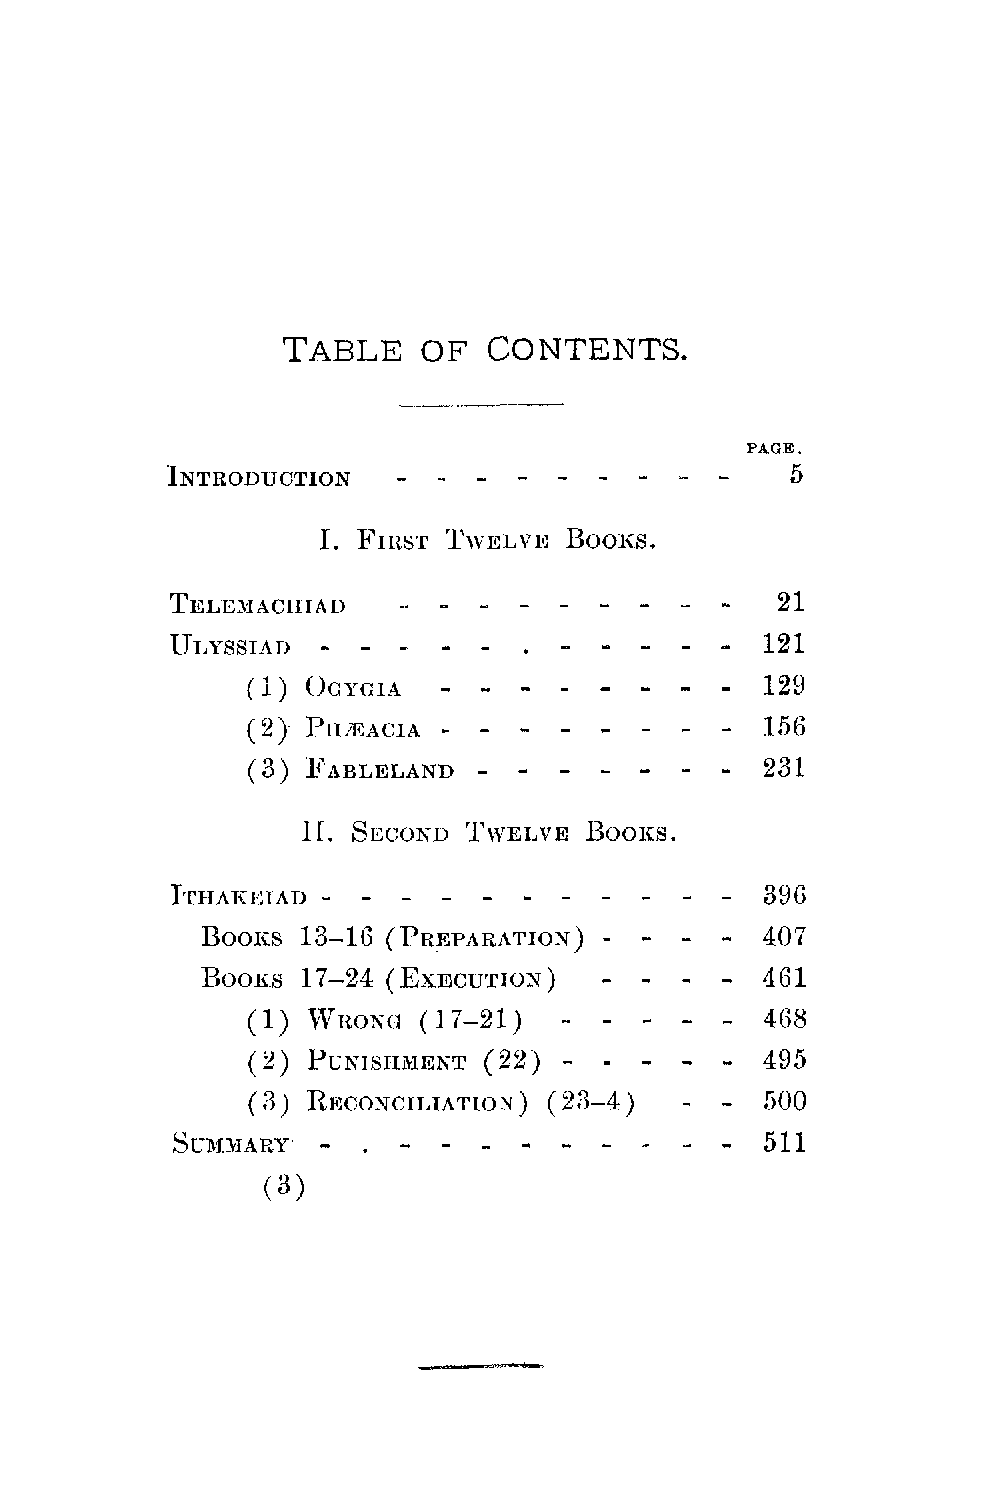 TABLE OF CONTENTS.
PAGE.
INTRODUCTION - - - - - - - - - 5
I. FIRST TWELVE BOOKS.
TELEMACHIAD - - - - - - - - - 21
ULYSSIAD - - - - - . - - - - - 121
(1) OGYGIA - - - - - - - - 129
(2) PHÆACIA - - - - - - - - 156
(3) FABLELAND - - - - - - - 231
II. SECOND TWELVE BOOKS.
ITHAKEIAD - - - - - - - - - - - 396
BOOKS 13–16 (PREPARATION) - - - - 407
BOOKS 17–24 (EXECUTION) - - - - 461
(1) WRONG (17–21) - - - - - 468
(2) PUNISHMENT (22) - - - - - 495
(3) RECONCILIATION) (23–4) - - 500
SUMMARY - . - - - - - - - - - 511
(3)